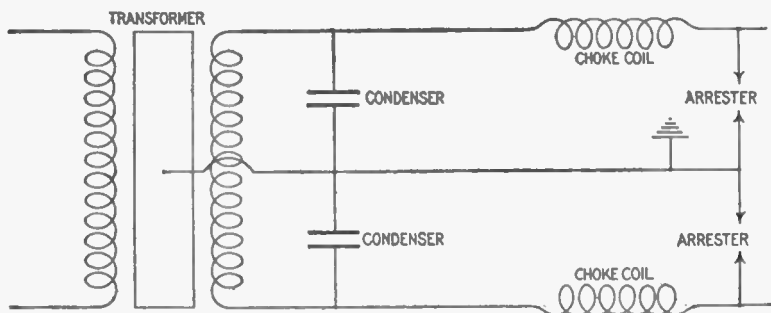 TRANSFORMER
CHOKE COIL
CONDENSER
ARRESTER
CONDENSER
ARRESTER
CHOKE COIL